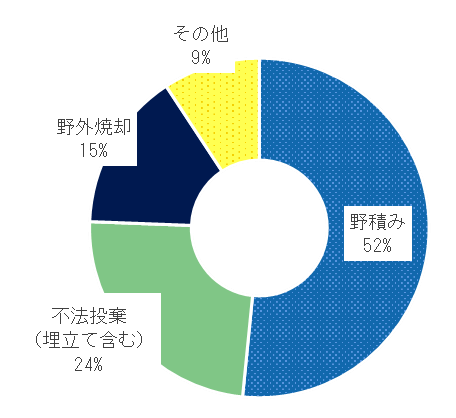 その他
9%
野外焼却
15%
野積み
52%
不法投棄
（埋立て含む）
24%